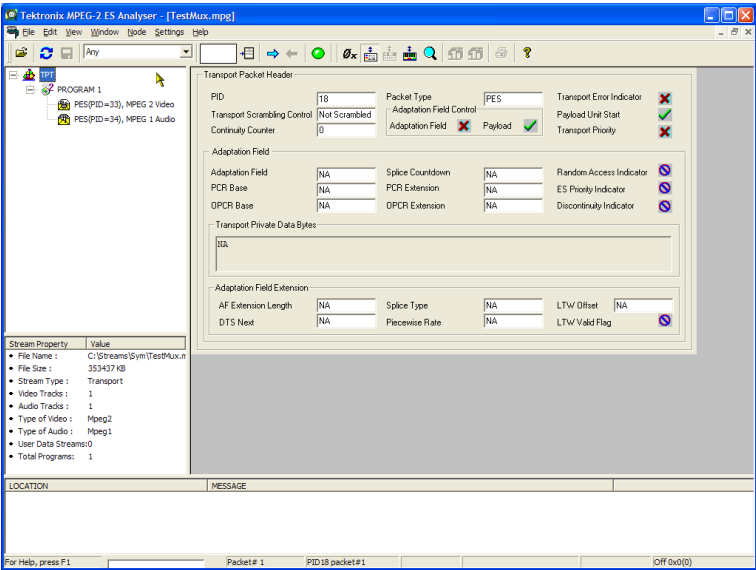 Tektronix MPEG-2 ES Analyser - [TestMux.mpg]
File Edit View Window Node Settings Help
Any
TPT
PROGRAM 1
PES(PID=33), MPEG 2 Video
PES(PID=34), MPEG 1 Audio
Transport Packet Header
PID 18 Packet Type PES Transport Error Indicator
Adaptation Field Control
Transport Scrambling Control Not Scrambled Adaptation Field Payload Payload Unit Start
Continuity Counter 0 Transport Priority
Adaptation Field
Adaptation Field NA Splice Countdown NA Random Access Indicator
PCR Base NA PCR Extension NA ES Priority Indicator
OPCR Base NA OPCR Extension NA Discontinuity Indicator
Transport Private Data Bytes
NA
Adaptation Field Extension
AF Extension Length NA Splice Type NA LTW Offset NA
DTS Next NA Piecewise Rate NA LTW Valid Flag
Stream Property Value
File Name : C:\Streams\Sym\TestMux.m
File Size : 353437 KB
Stream Type : Transport
Video Tracks : 1
Audio Tracks : 1
Type of Video : Mpeg2
Type of Audio : Mpeg1
User Data Streams:0
Total Programs: 1
LOCATION MESSAGE
For Help, press F1 Packet# 1 PID18 packet#1 Off 0x0(0)